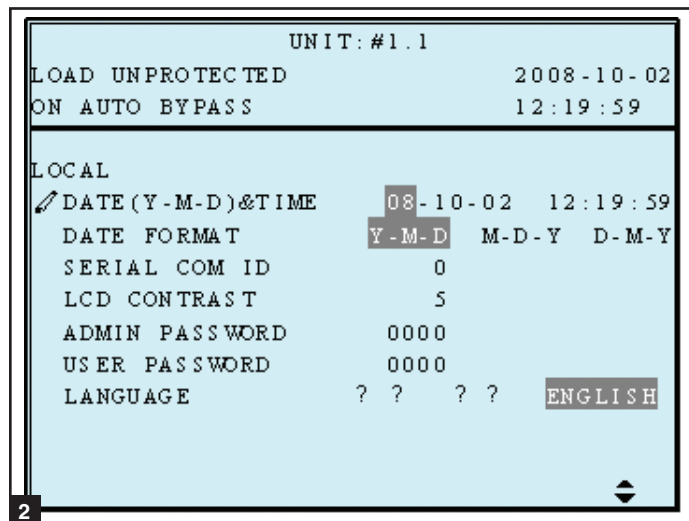 UNIT:#1.1
LOAD UNPROTECTED 2008-10-02
ON AUTO BYPASS 12:19:59
LOCAL
DATE(Y-M-D)&TIME 08-10-02 12:19:59
DATE FORMAT Y-M-D M-D-Y D-M-Y
SERIAL COM ID 0
LCD CONTRAST 5
ADMIN PASSWORD 0000
USER PASSWORD 0000
LANGUAGE ? ? ? ? ENGLISH
2